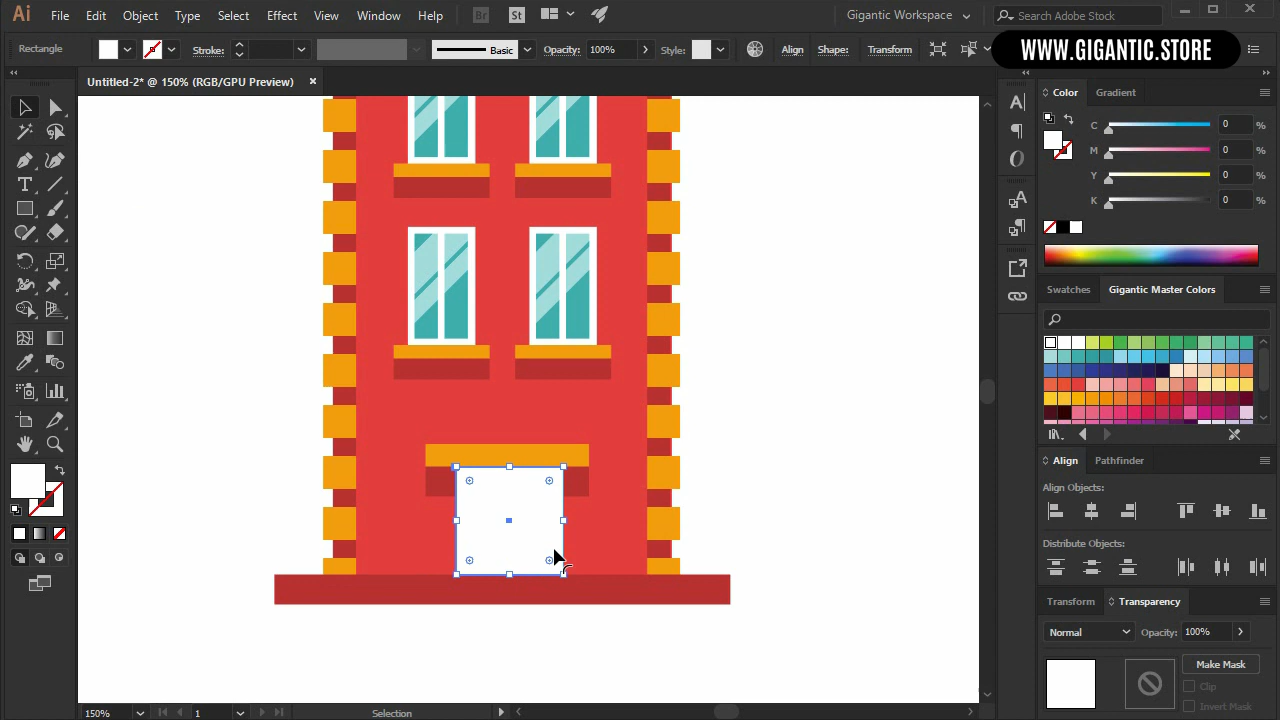 Ai File Edit Object Type Select Effect View Window Help Br St Gigantic Workspace Search Adobe Stock
Rectangle Stroke: Basic Opacity: 100% Style: Align Shape: Transform
WWW.GIGANTIC.STORE
Untitled-2* @ 150% (RGB/GPU Preview)
Color Gradient
C 0 %
M 0 %
Y 0 %
K 0 %
Swatches Gigantic Master Colors
Align Pathfinder
Align Objects:
Distribute Objects:
Transform Transparency
Normal Opacity: 100%
Make Mask
Clip
Invert Mask
150% 1 Selection